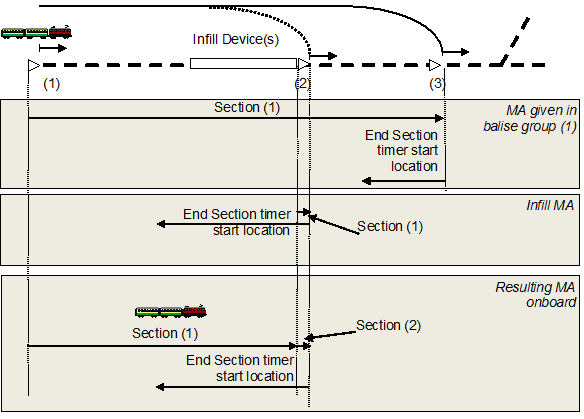 Infill Device(s)
(1)
(2)
(3)
Section (1)
MA given in
balise group (1)
End Section
timer start
location
Infill MA
End Section timer
start location
Section (1)
Resulting MA
onboard
Section (1)
Section (2)
End Section timer
start location